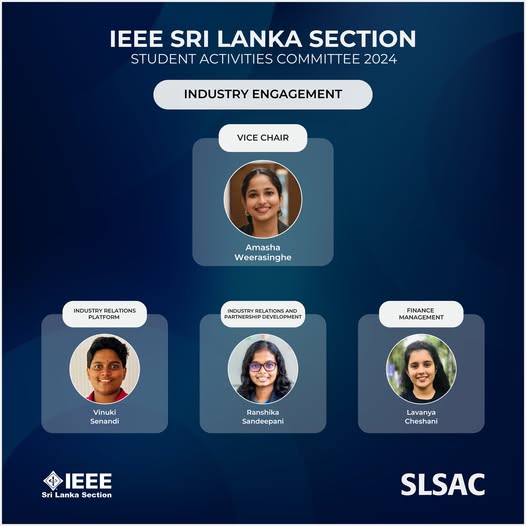 IEEE SRI LANKA SECTION
STUDENT ACTIVITIES COMMITTEE 2024
INDUSTRY ENGAGEMENT
VICE CHAIR
Amasha
Weerasinghe
INDUSTRY RELATIONS
PLATFORM
Vinuki
Senandi
INDUSTRY RELATIONS AND
PARTNERSHIP DEVELOPMENT
Ranshika
Sandeepani
FINANCE
MANAGEMENT
Lavanya
Cheshani
IEEE
Sri Lanka Section
SLSAC